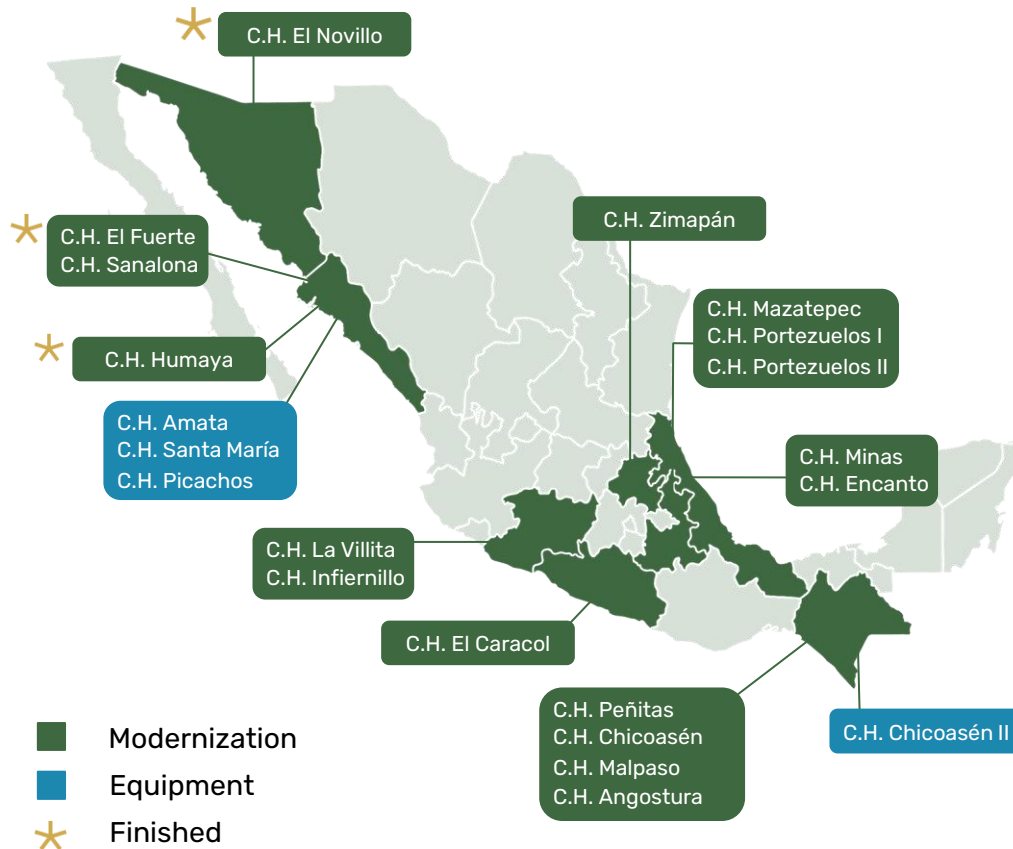 C.H. El Novillo
C.H. El Fuerte
C.H. Sanalona
C.H. Zimapán
C.H. Mazatepec
C.H. Portezuelos I
C.H. Portezuelos II
C.H. Humaya
C.H. Amata
C.H. Santa María
C.H. Picachos
C.H. Minas
C.H. Encanto
C.H. La Villita
C.H. Infiernillo
C.H. El Caracol
C.H. Peñitas
C.H. Chicoasén
C.H. Malpaso
C.H. Angostura
C.H. Chicoasén II
Modernization
Equipment
Finished